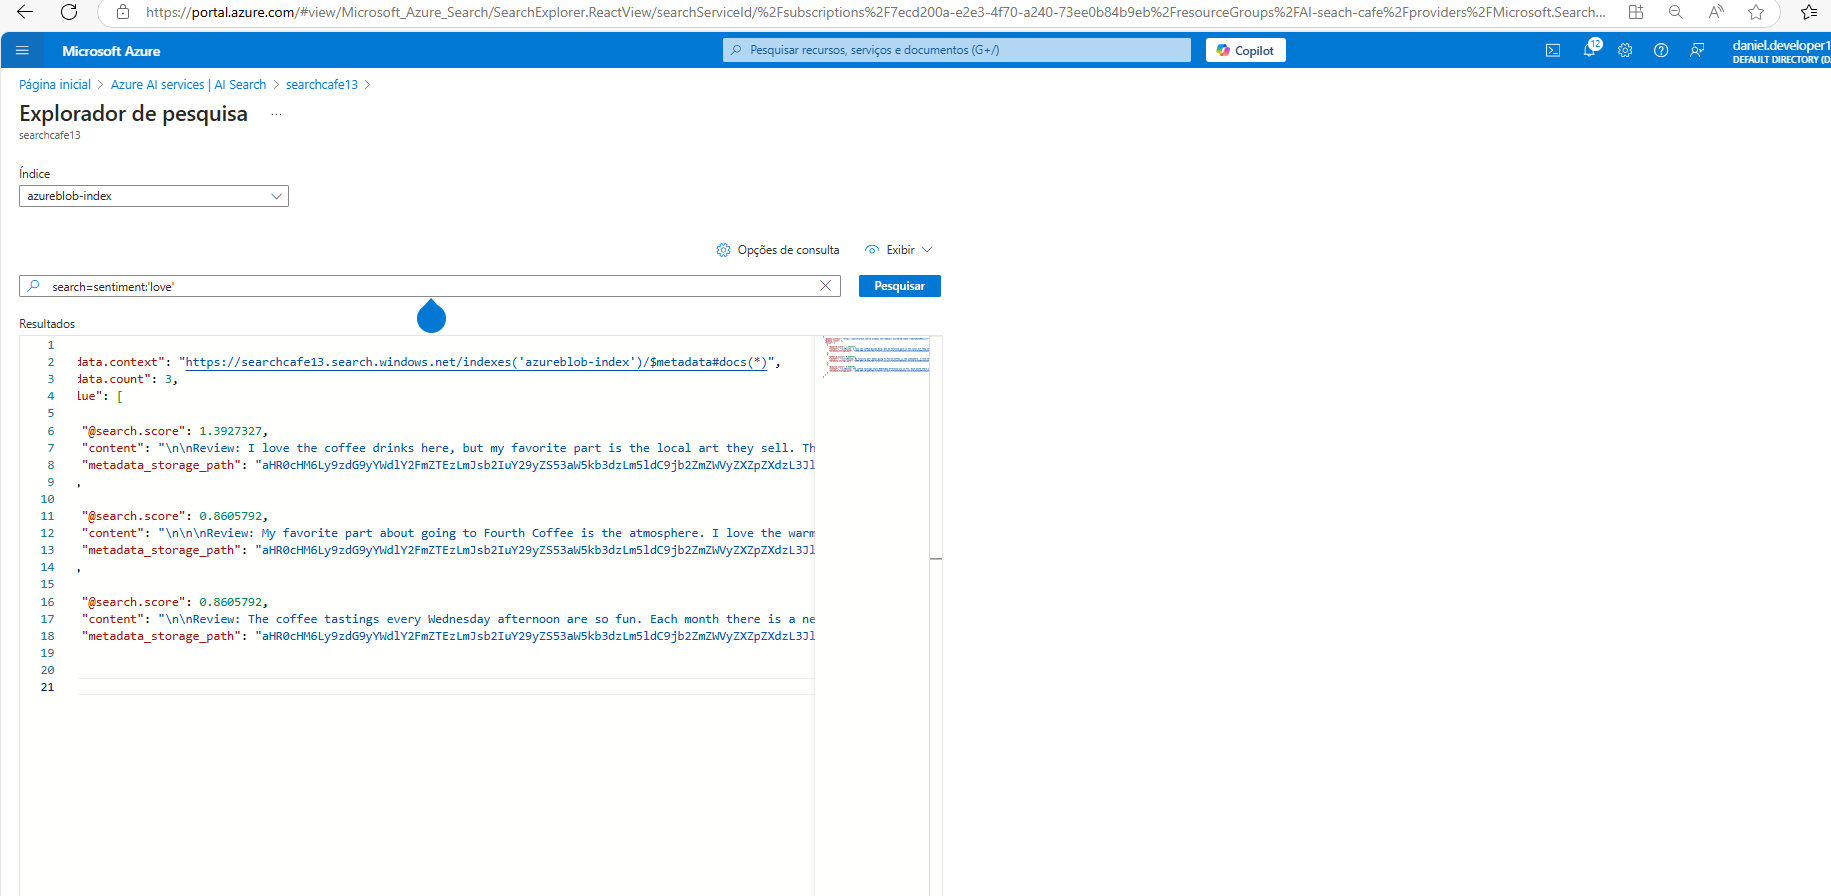 https://portal.azure.com/#view/Microsoft_Azure_Search/SearchExplorer.ReactView/searchServiceId/%2Fsubscriptions%2F7ecd200a-e2e3-4f70-a240-73ee0b84b9eb%2FresourceGroups%2FAI-seach-cafe%2Fproviders%2FMicrosoft.Search...
Microsoft Azure
Pesquisar recursos, serviços e documentos (G+/)
Copilot
12
daniel.developer1
DEFAULT DIRECTORY (D
Página inicial > Azure AI services | AI Search > searchcafe13 >
Explorador de pesquisa ...
searchcafe13
Índice
azureblob-index
Opções de consulta
Exibir
search=sentiment:'love'
Pesquisar
Resultados
1
2 data.context": "https://searchcafe13.search.windows.net/indexes('azureblob-index')/$metadata#docs(*)",
3 data.count": 3,
4 lue": [
5
6 "@search.score": 1.3927327,
7 "content": "\n\nReview: I love the coffee drinks here, but my favorite part is the local art they sell. Th
8 "metadata_storage_path": "aHR0cHM6Ly9zdG9yYWdlY2FmZTEzLmJsb2IuY29yZS53aW5kb3dzLm5ldC9jb2ZmZWVyZXZpZXdzL3Jl
9 ,
10
11 "@search.score": 0.8605792,
12 "content": "\n\n\nReview: My favorite part about going to Fourth Coffee is the atmosphere. I love the warm
13 "metadata_storage_path": "aHR0cHM6Ly9zdG9yYWdlY2FmZTEzLmJsb2IuY29yZS53aW5kb3dzLm5ldC9jb2ZmZWVyZXZpZXdzL3Jl
14 ,
15
16 "@search.score": 0.8605792,
17 "content": "\n\nReview: The coffee tastings every Wednesday afternoon are so fun. Each month there is a ne
18 "metadata_storage_path": "aHR0cHM6Ly9zdG9yYWdlY2FmZTEzLmJsb2IuY29yZS53aW5kb3dzLm5ldC9jb2ZmZWVyZXZpZXdzL3Jl
19
20
21